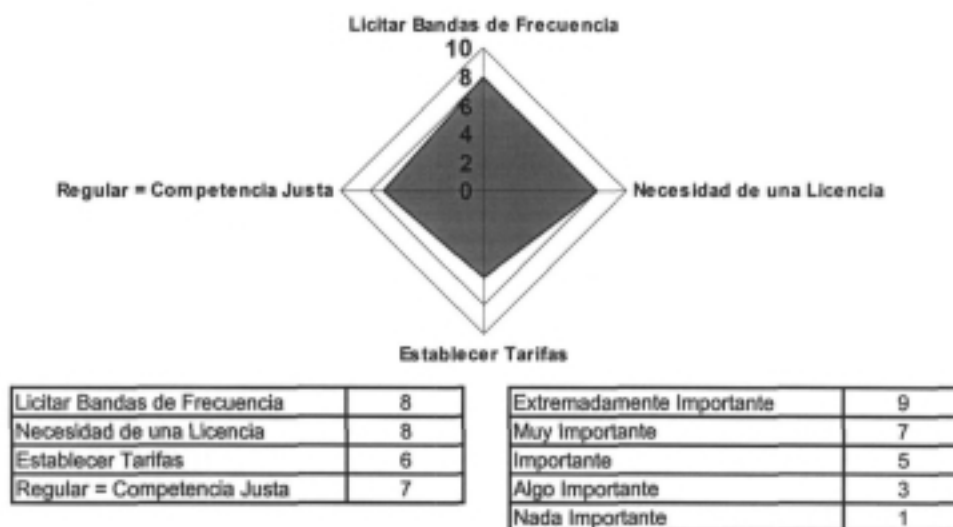 Licitar Bandas de Frecuencia
10
8
6
4
2
0
Regular = Competencia Justa
Necesidad de una Licencia
Establecer Tarifas
Licitar Bandas de Frecuencia 8
Necesidad de una Licencia 8
Establecer Tarifas 6
Regular = Competencia Justa 7
Extremadamente Importante 9
Muy Importante 7
Importante 5
Algo Importante 3
Nada Importante 1